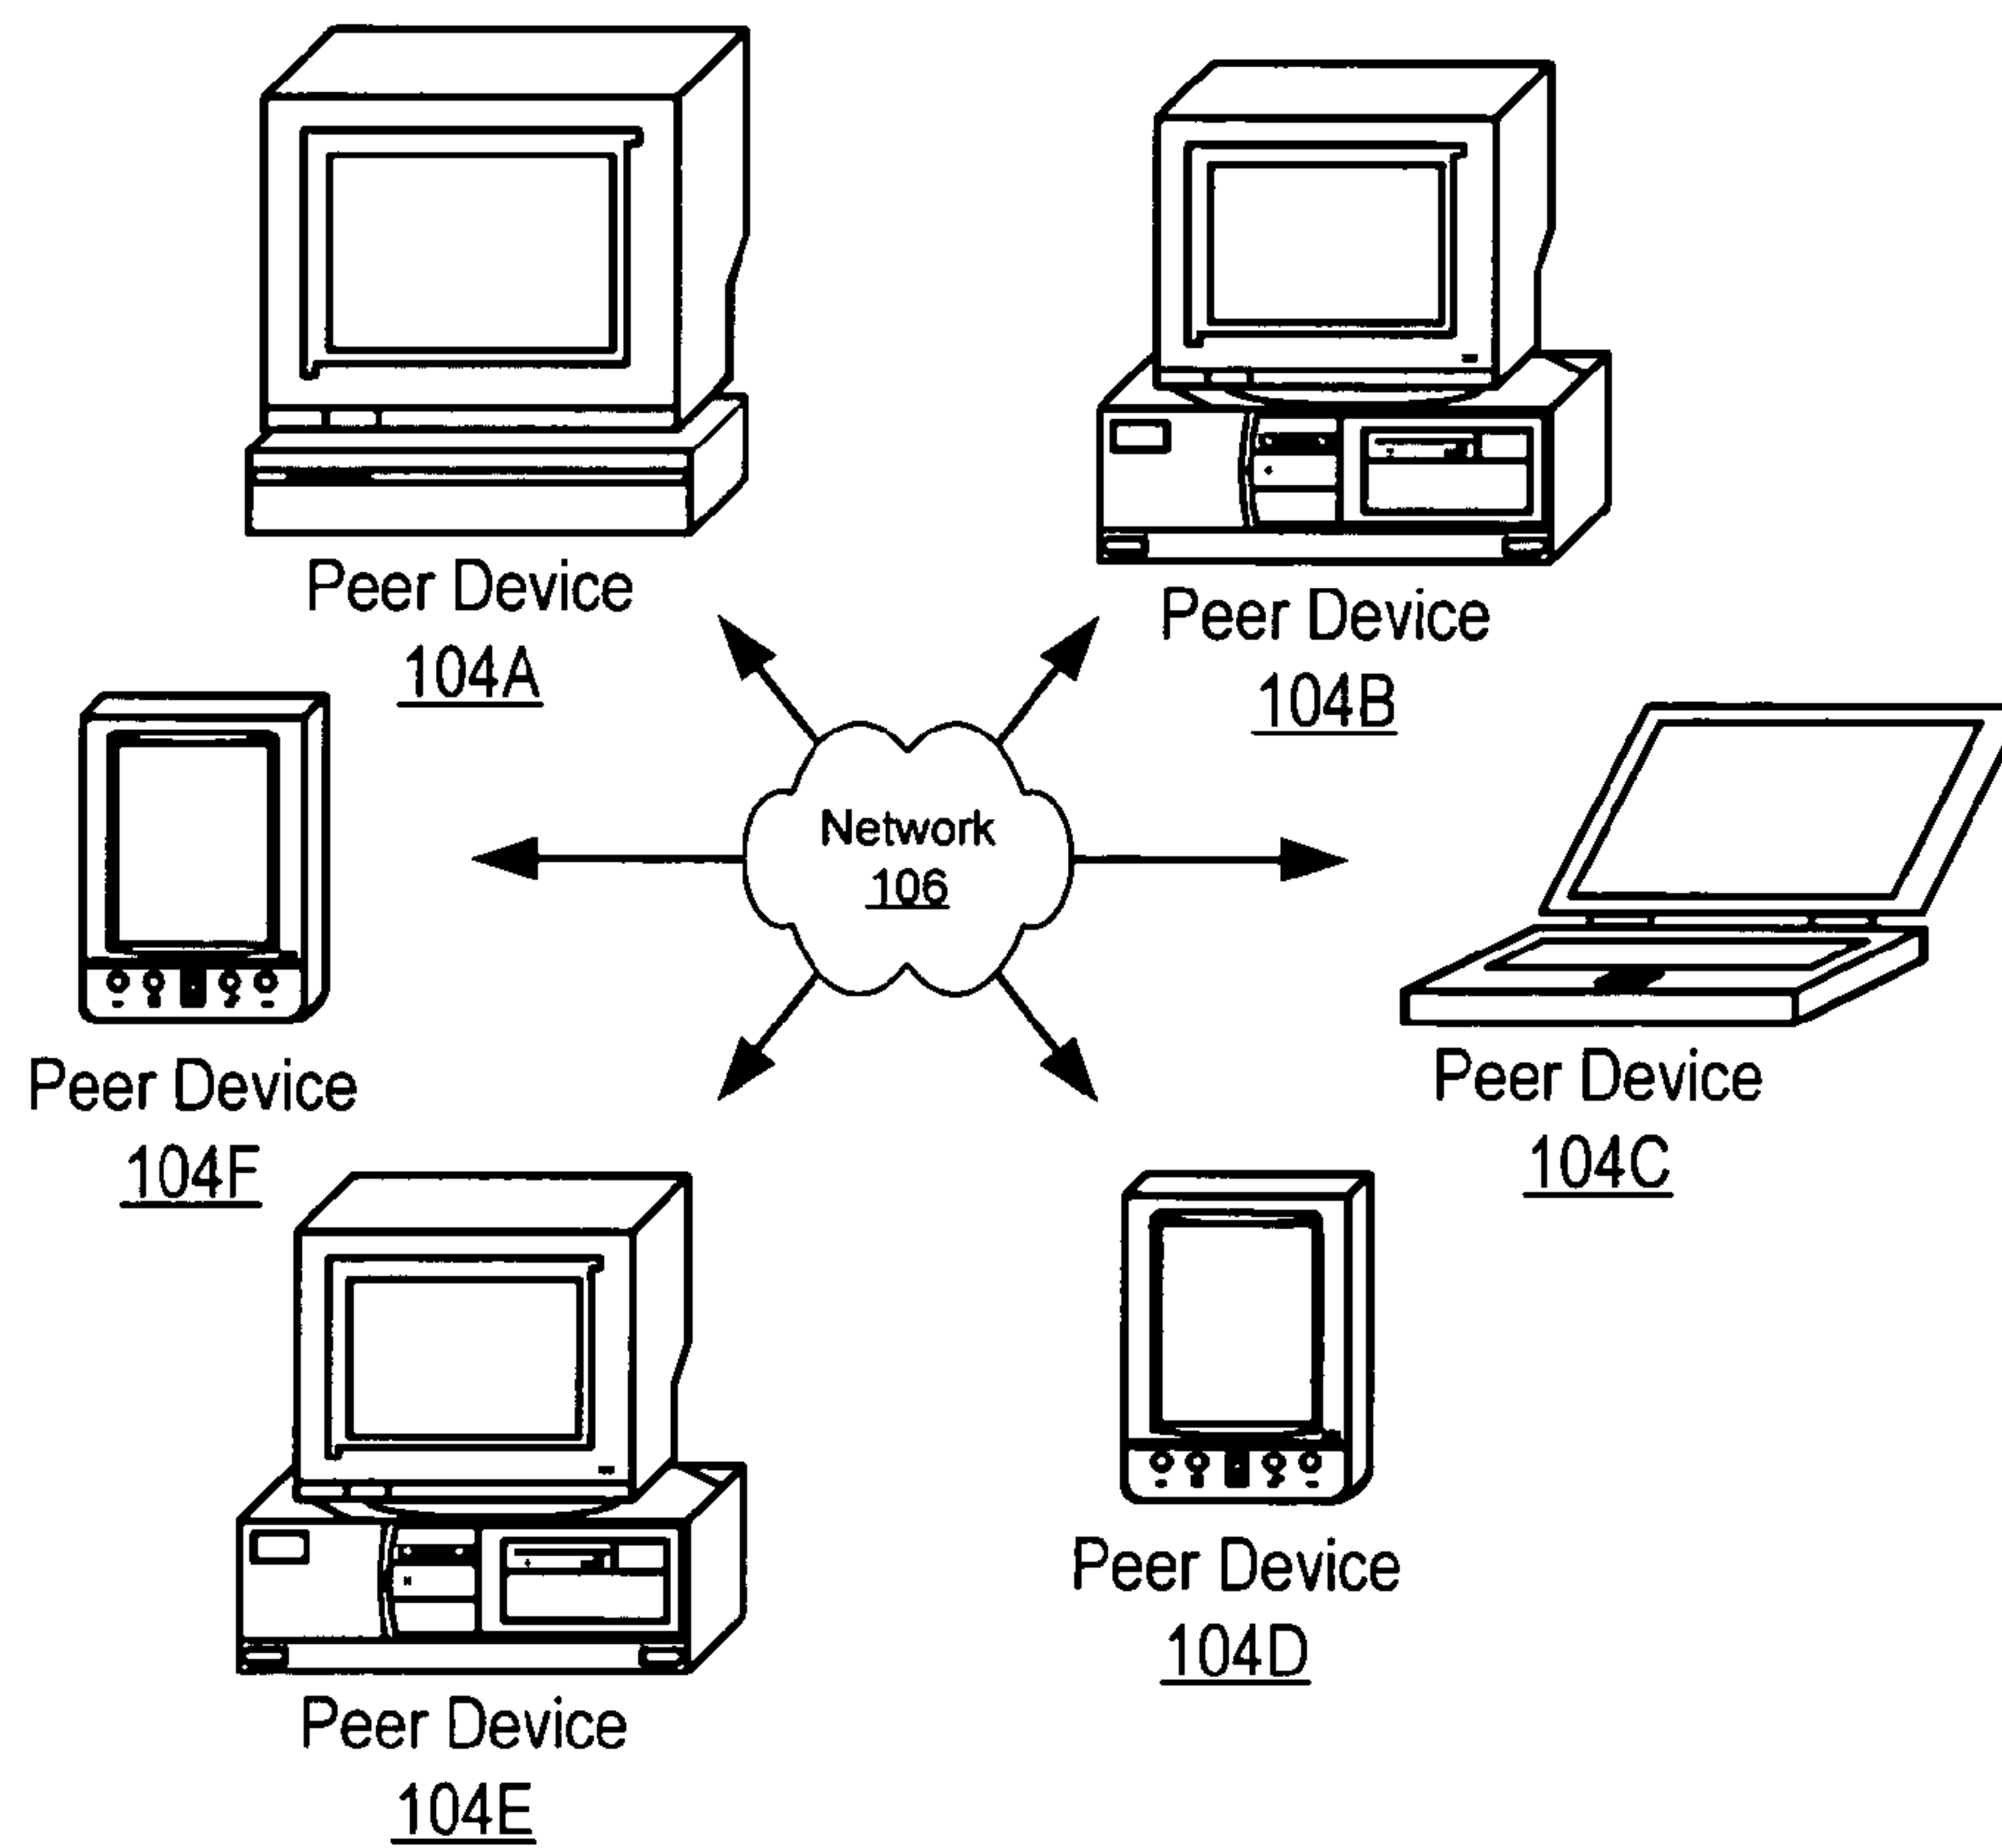 Peer Device
104A
Peer Device
104B
Network
106
Peer Device
104F
Peer Device
104C
Peer Device
104D
Peer Device
104E